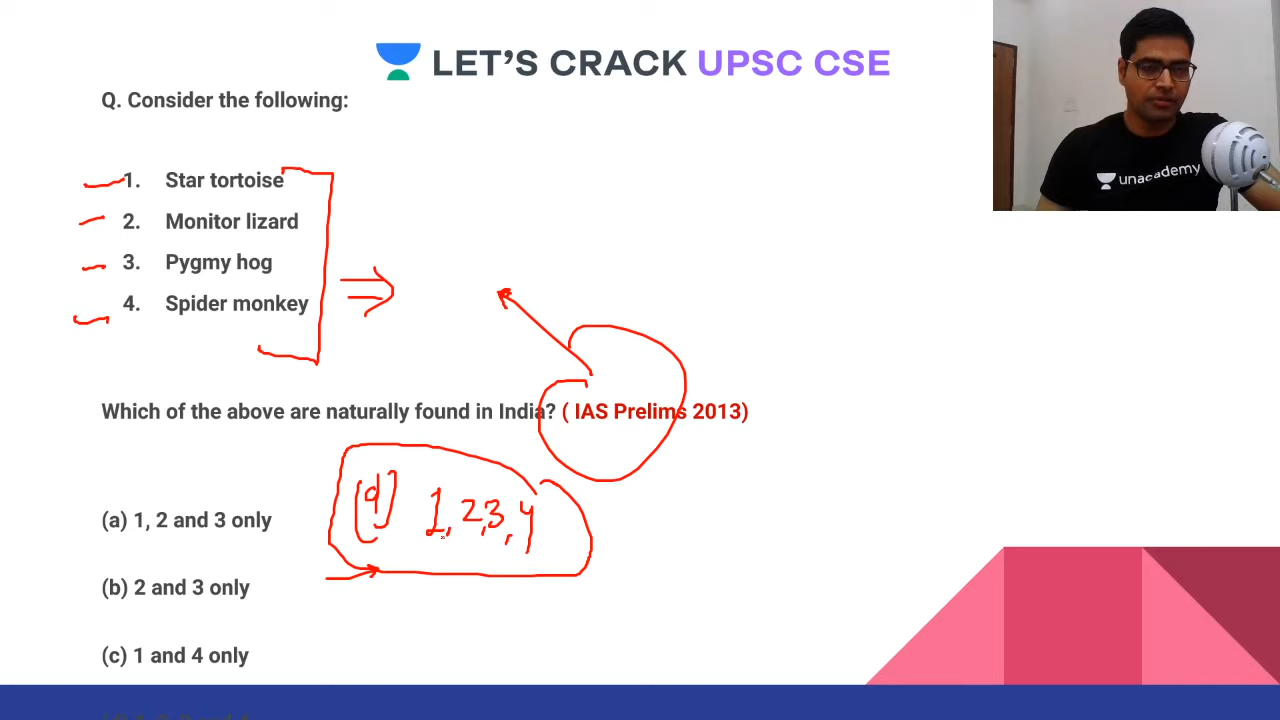 LET'S CRACK UPSC CSE
Q. Consider the following:
1. Star tortoise
2. Monitor lizard
3. Pygmy hog
4. Spider monkey
unacademy
Which of the above are naturally found in India? ( IAS Prelims 2013)
(d) 1, 2, 3, 4
(a) 1, 2 and 3 only
(b) 2 and 3 only
(c) 1 and 4 only